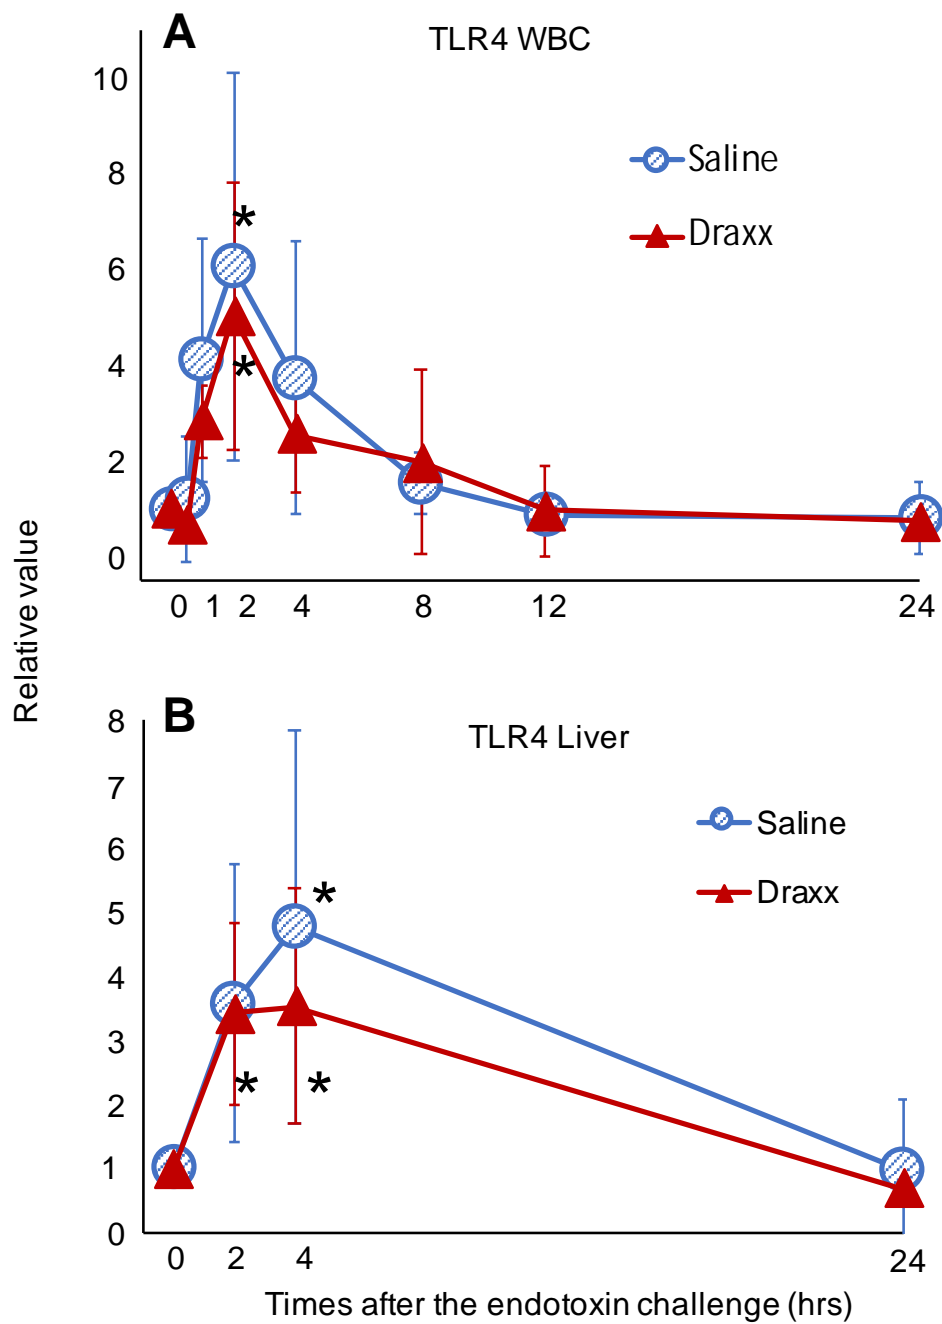 A
TLR4 WBC
10
8
6
4
2
0
*
*
Saline
Draxx
0 1 2 4 8 12 24
Relative value
B
TLR4 Liver
8
7
6
5
4
3
2
1
0
*
* *
Saline
Draxx
0 2 4 24
Times after the endotoxin challenge (hrs)